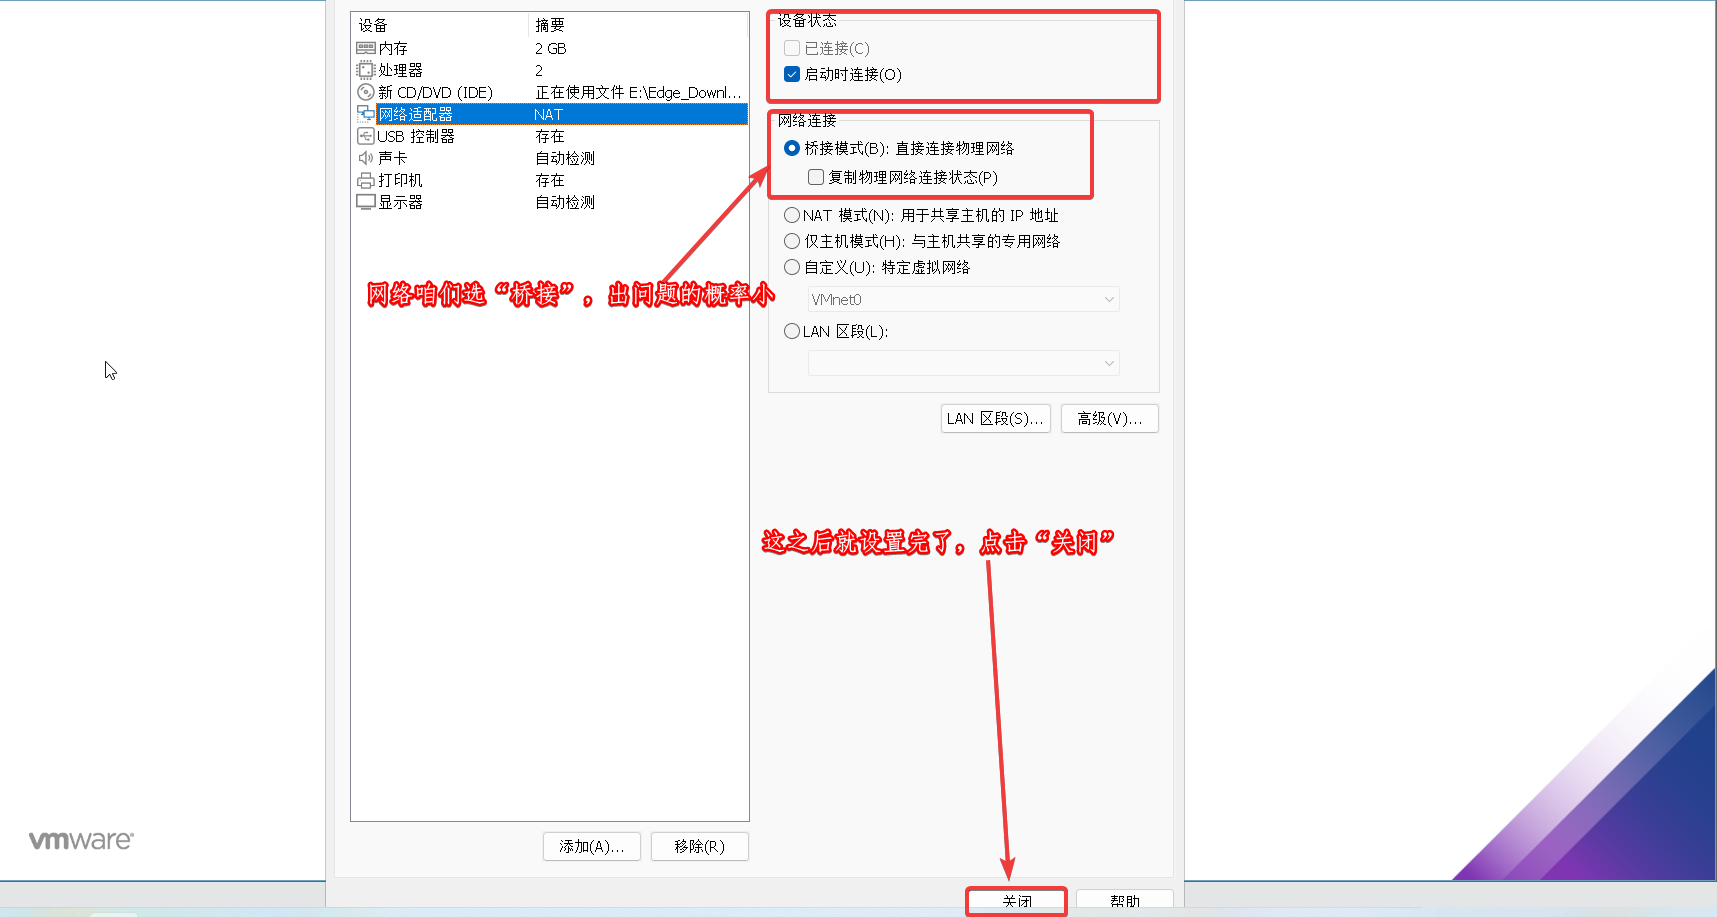 设备 摘要
内存 2 GB
处理器 2
新 CD/DVD (IDE) 正在使用文件 E:\Edge_Downl...
网络适配器 NAT
USB 控制器 存在
声卡 自动检测
打印机 存在
显示器 自动检测
网络咱们选“桥接”，出问题的概率小
添加(A)... 移除(R)
设备状态
已连接(C)
启动时连接(O)
网络连接
桥接模式(B): 直接连接物理网络
复制物理网络连接状态(P)
NAT 模式(N): 用于共享主机的 IP 地址
仅主机模式(H): 与主机共享的专用网络
自定义(U): 特定虚拟网络
VMnet0
LAN 区段(L):
LAN 区段(S)... 高级(V)...
这之后就设置完了，点击“关闭”
关闭 帮助
vmware®